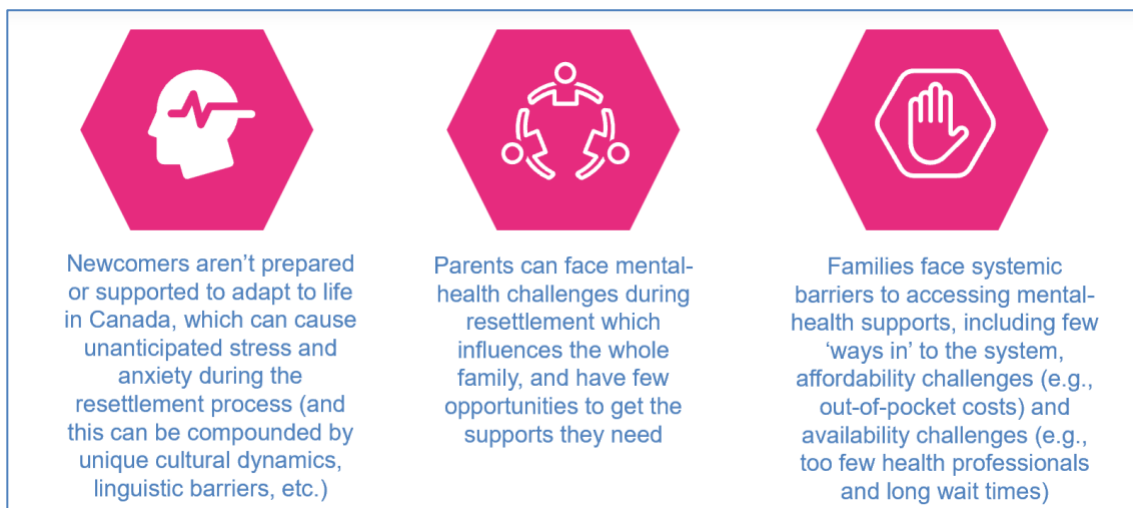 Newcomers aren’t prepared
or supported to adapt to life
in Canada, which can cause
unanticipated stress and
anxiety during the
resettlement process (and
this can be compounded by
unique cultural dynamics,
linguistic barriers, etc.)
Parents can face mental-
health challenges during
resettlement which
influences the whole
family, and have few
opportunities to get the
supports they need
Families face systemic
barriers to accessing mental-
health supports, including few
‘ways in’ to the system,
affordability challenges (e.g.,
out-of-pocket costs) and
availability challenges (e.g.,
too few health professionals
and long wait times)